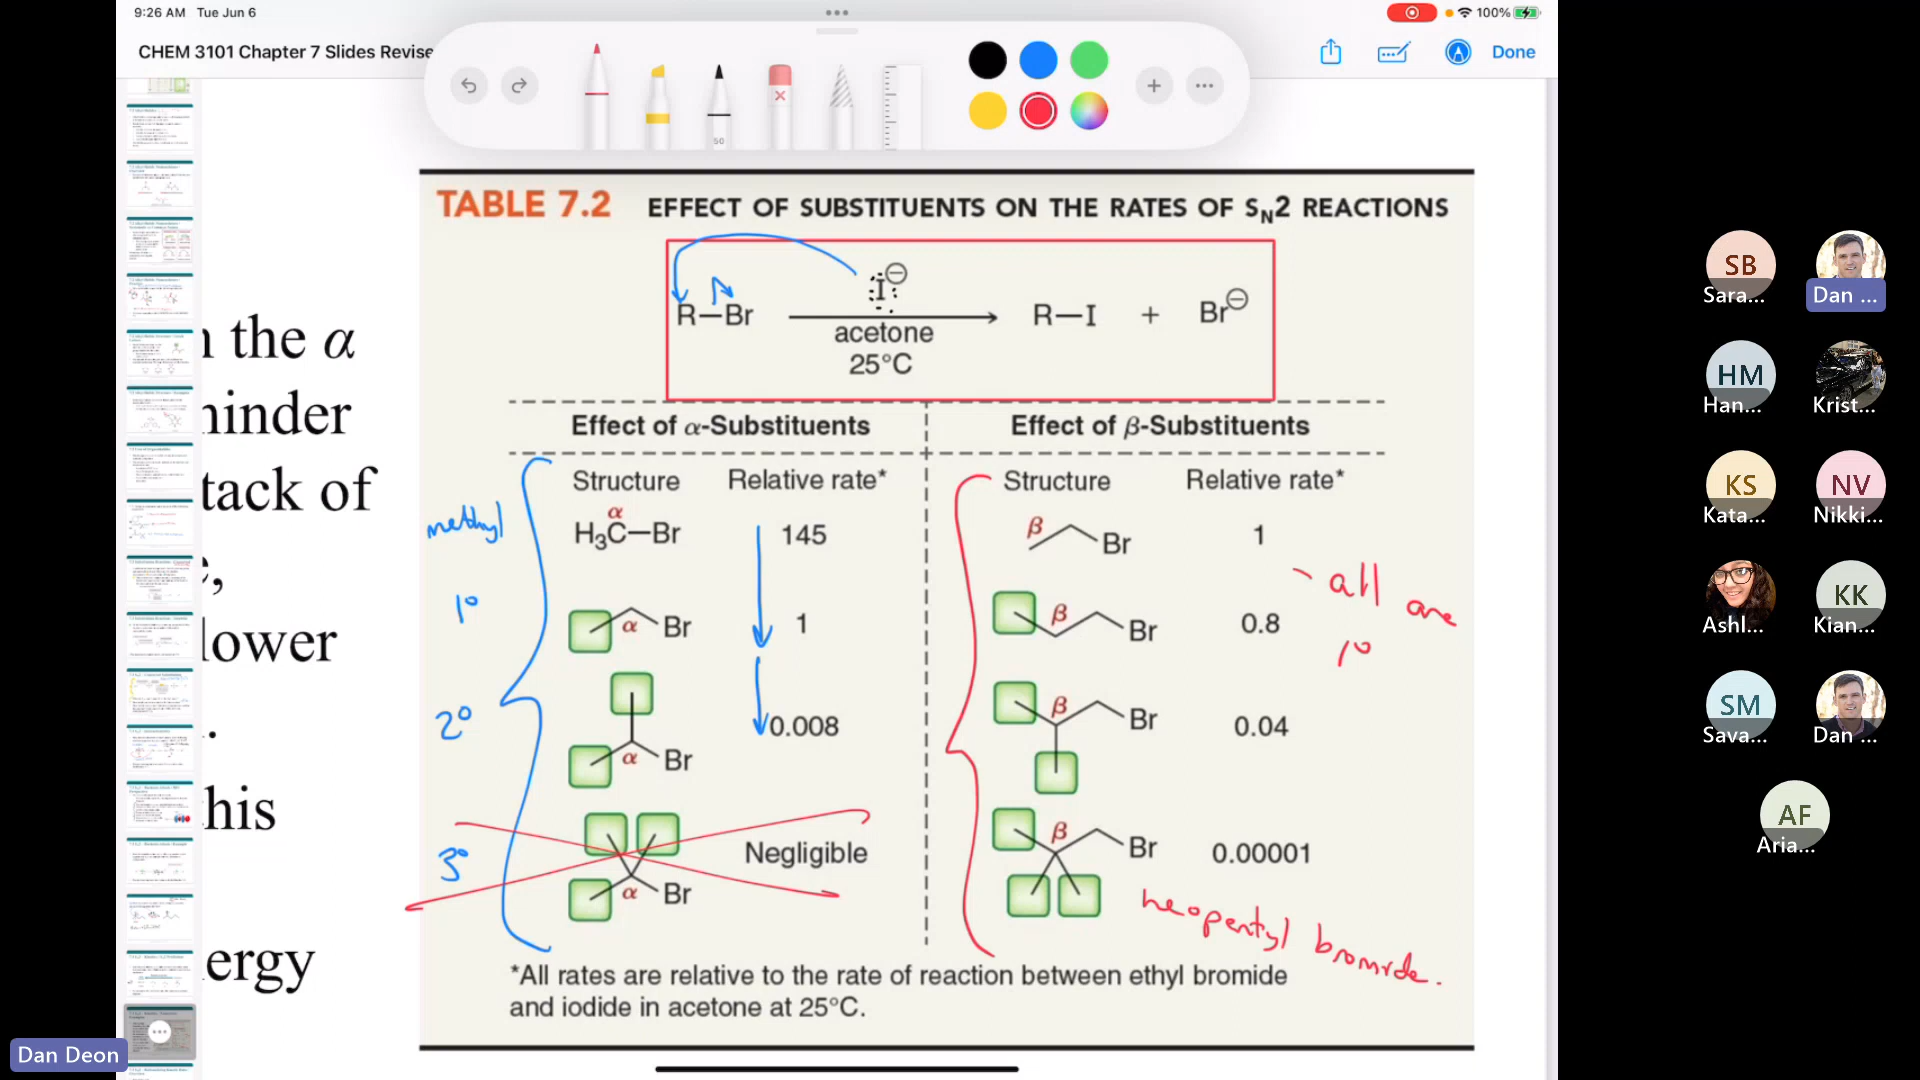 9:26 AM Tue Jun 6
100%
CHEM 3101 Chapter 7 Slides Revise
Done
50
n the α
hinder
tack of
e,
lower
his
ergy
TABLE 7.2 EFFECT OF SUBSTITUENTS ON THE RATES OF SN2 REACTIONS
R—Br
I⊖
acetone
25°C
R—I + Br⊖
Effect of α-Substituents
Effect of β-Substituents
Structure Relative rate*
Structure Relative rate*
methyl
α
H3C—Br 145
β Br 1
- all are
1°
1°
α Br 1
β Br 0.8
2°
α Br 0.008
β Br 0.04
3°
α Br Negligible
β Br 0.00001
neopentyl bromide.
*All rates are relative to the rate of reaction between ethyl bromide
and iodide in acetone at 25°C.
SB
Sara...
Dan ...
HM
Han...
Krist...
KS
Kata...
NV
Nikki...
Ashl...
KK
Kian...
SM
Sava...
Dan ...
AF
Aria...
Dan Deon